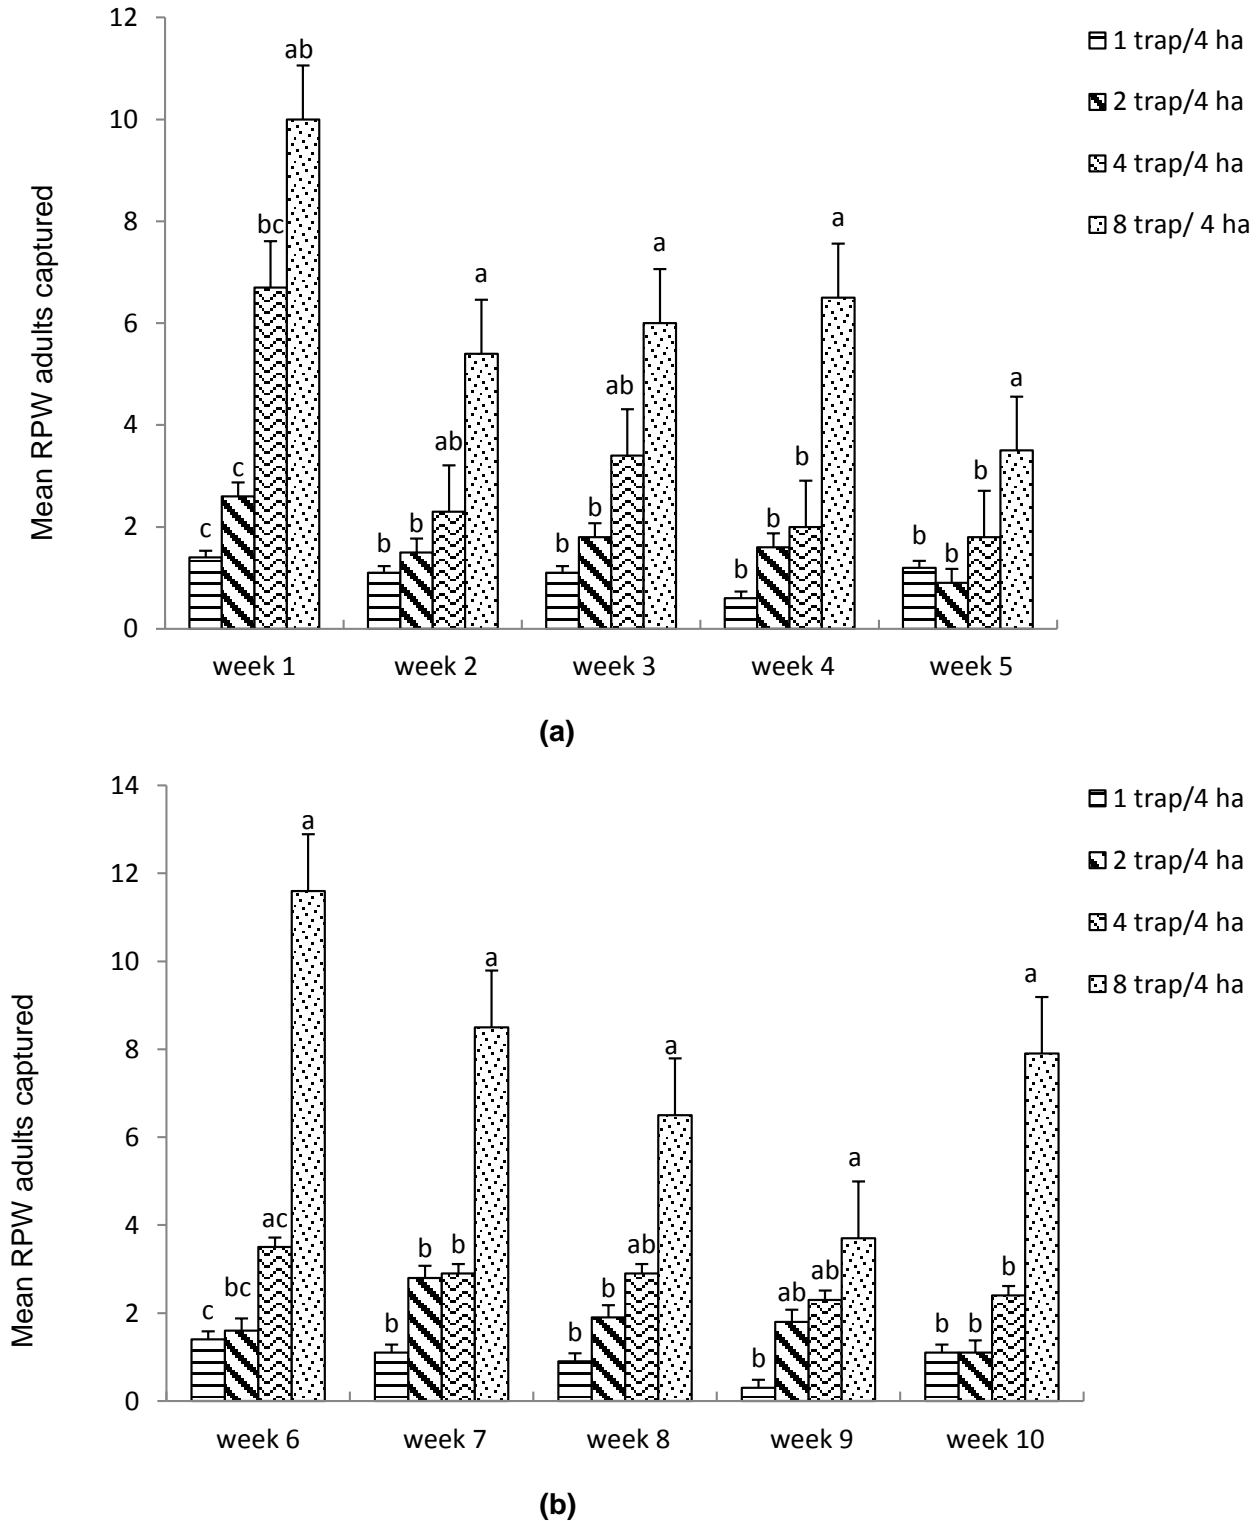 12
10
8
6
4
2
0
Mean RPW adults captured
c
c
bc
ab
b
b
ab
a
b
b
ab
a
b
b
b
a
b
b
b
a
week 1
week 2
week 3
week 4
week 5
1 trap/4 ha
2 trap/4 ha
4 trap/4 ha
8 trap/ 4 ha
(a)
14
12
10
8
6
4
2
0
Mean RPW adults captured
c
bc
ac
a
b
b
b
a
b
b
ab
a
b
ab
ab
a
b
b
b
a
week 6
week 7
week 8
week 9
week 10
1 trap/4 ha
2 trap/4 ha
4 trap/4 ha
8 trap/4 ha
(b)